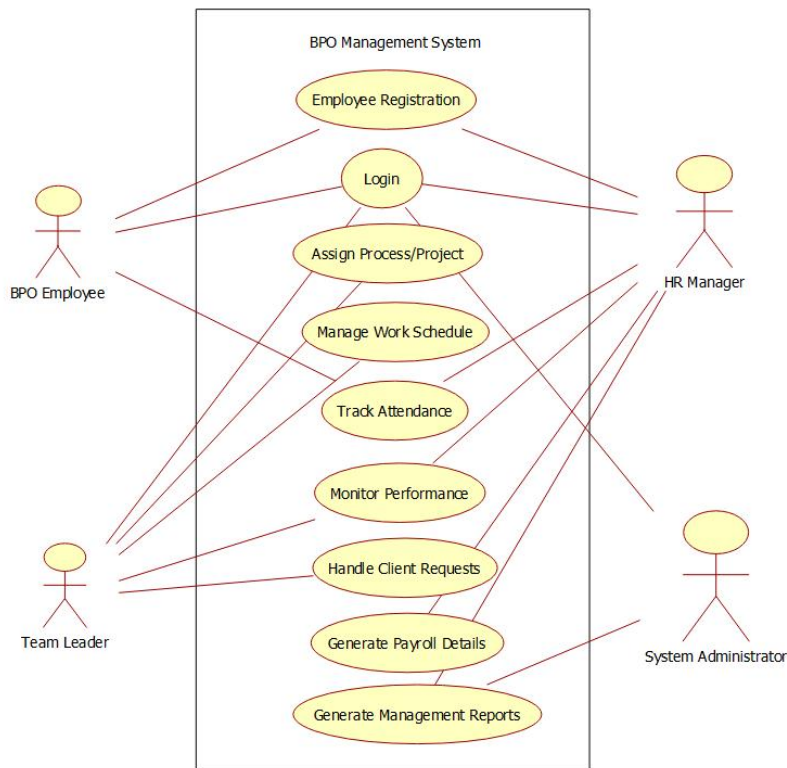 BPO Management System
Employee Registration
Login
Assign Process/Project
BPO Employee
HR Manager
Manage Work Schedule
Track Attendance
Monitor Performance
Handle Client Requests
Team Leader
Generate Payroll Details
System Administrator
Generate Management Reports